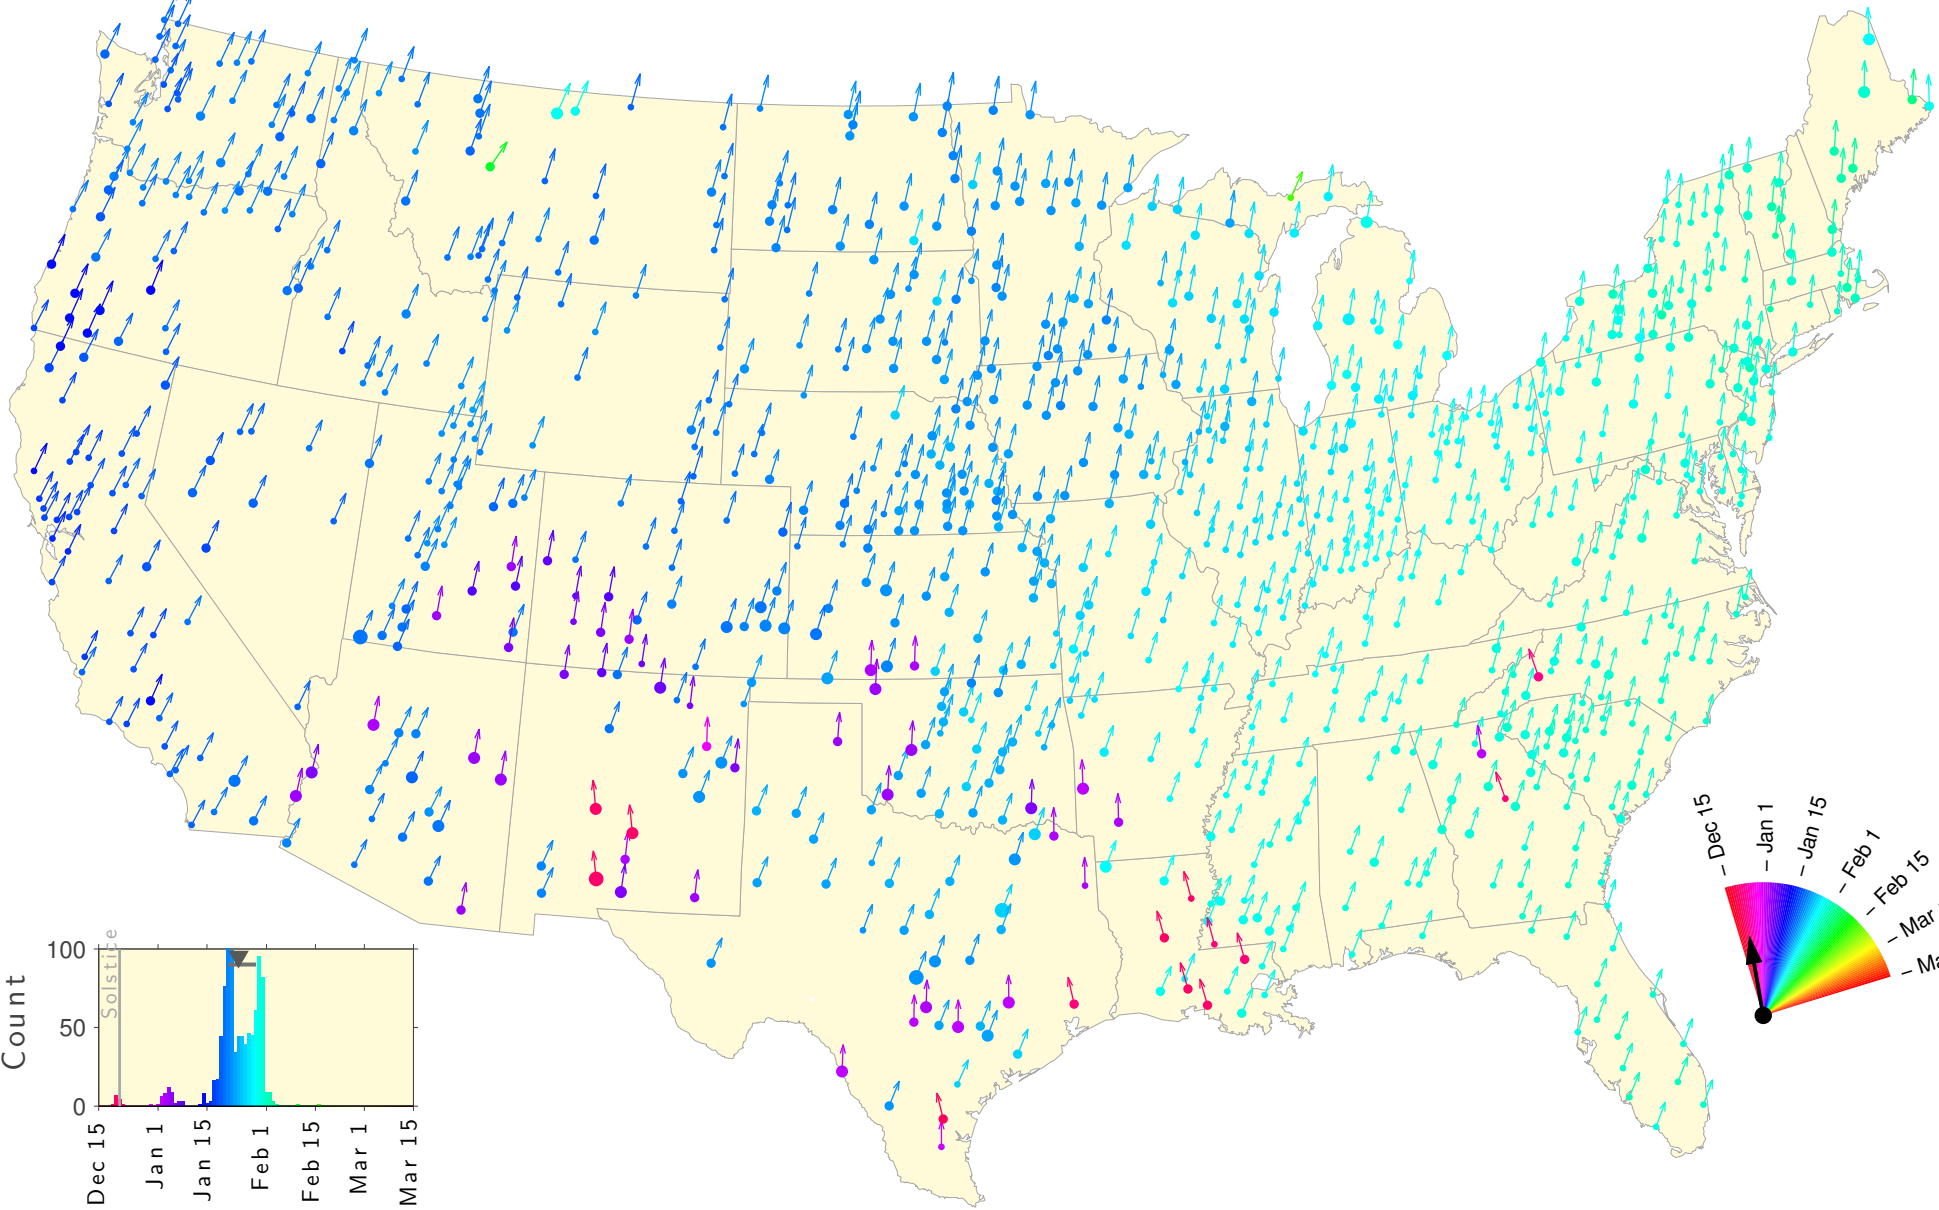 – Dec 15
– Jan 1
– Jan 15
– Feb 1
– Feb 15
– Mar
– Ma
Count
100
50
0
Solstice
Dec 15
Jan 1
Jan 15
Feb 1
Feb 15
Mar 1
Mar 15